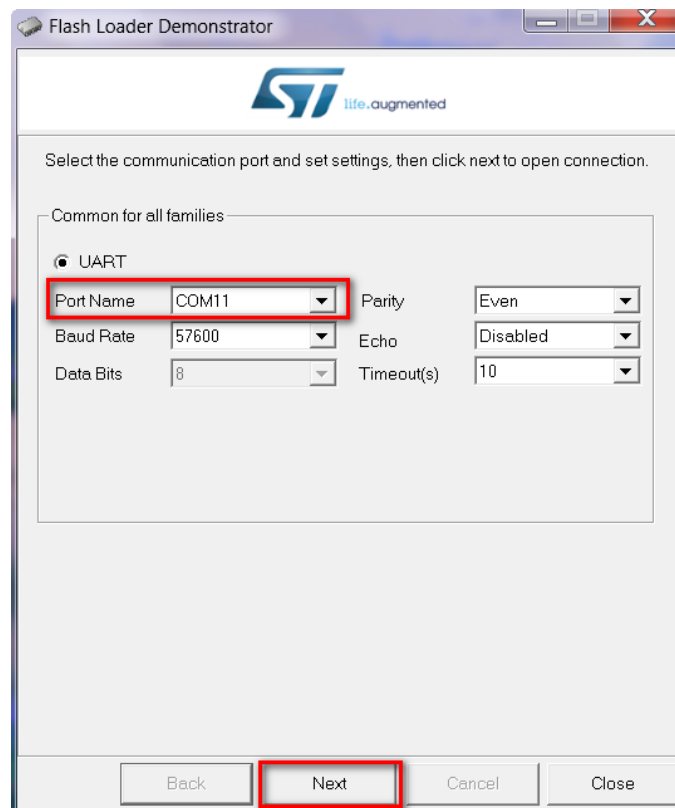 Flash Loader Demonstrator
life.augmented
Select the communication port and set settings, then click next to open connection.
Common for all families
UART
Port Name COM11 Parity Even
Baud Rate 57600 Echo Disabled
Data Bits 8 Timeout(s) 10
Back Next Cancel Close